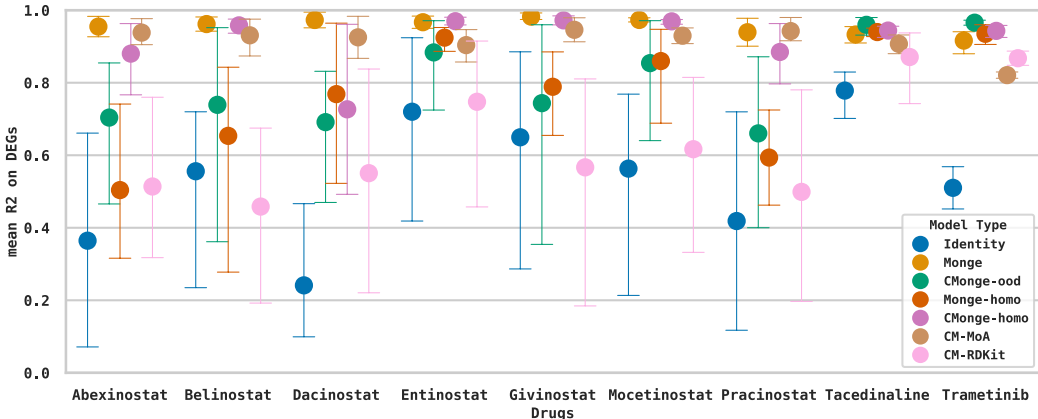 1.0
0.8
0.6
0.4
0.2
0.0
mean R2 on DEGs
Model Type
Identity
Monge
CMonge-ood
Monge-homo
CMonge-homo
CM-MoA
CM-RDKit
Abexinostat Belinostat Dacinostat Entinostat Givinostat Mocetinostat Pracinostat Tacedinaline Trametinib
Drugs